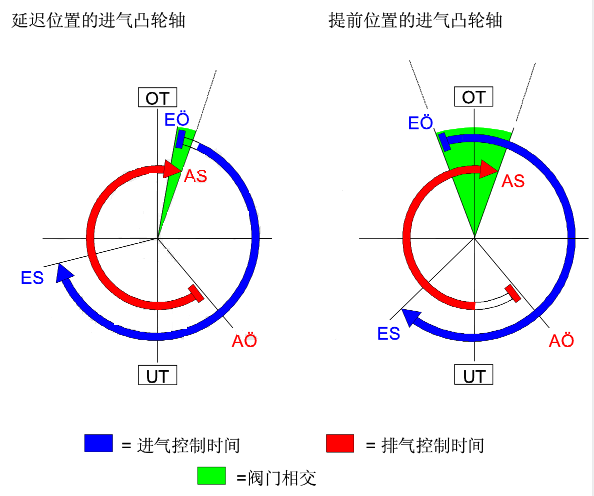 延迟位置的进气凸轮轴
提前位置的进气凸轮轴
OT
EÖ
AS
ES
AÖ
UT
OT
EÖ
AS
ES
AÖ
UT
= 进气控制时间
= 排气控制时间
=阀门相交